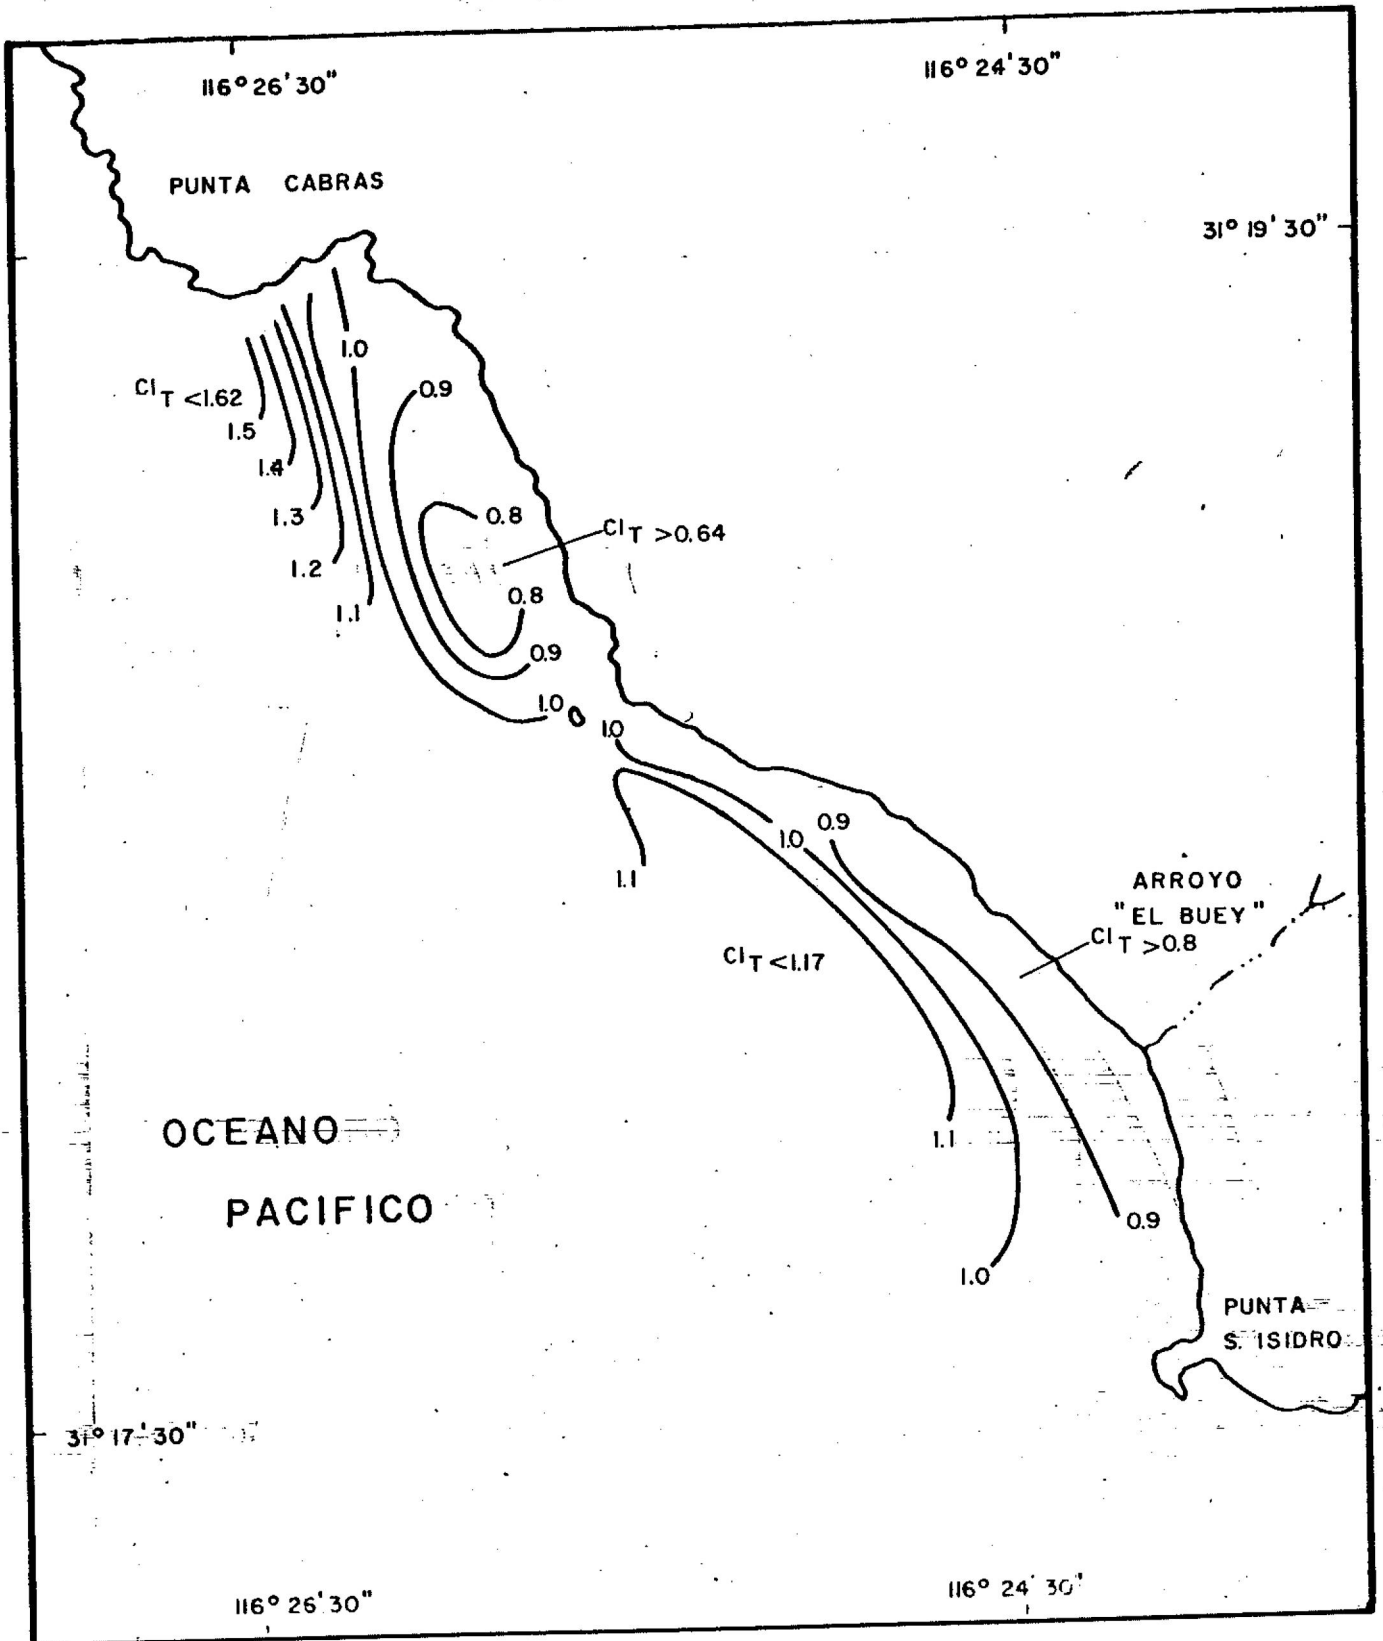 116° 26' 30"
116° 24' 30"
PUNTA CABRAS
31° 19' 30"
1.0
0.9
Cl T <1.62
1.5
1.4
1.3
0.8
Cl T >0.64
1.2
0.8
1.1
0.9
1.0
1.0
0.9
1.0
1.1
ARROYO
"EL BUEY"
Cl T >0.8
Cl T <1.17
OCEANO
1.1
PACIFICO
0.9
1.0
PUNTA
S. ISIDRO
31° 17' 30"
116° 26' 30"
116° 24' 30"